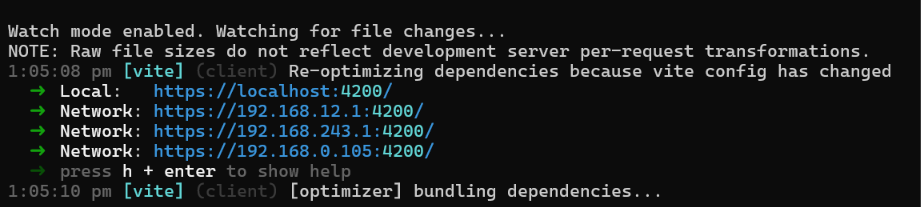 Watch mode enabled. Watching for file changes...
NOTE: Raw file sizes do not reflect development server per-request transformations.
1:05:08 pm [vite] (client) Re-optimizing dependencies because vite config has changed
➜ Local: https://localhost:4200/
➜ Network: https://192.168.12.1:4200/
➜ Network: https://192.168.243.1:4200/
➜ Network: https://192.168.0.105:4200/
➜ press h + enter to show help
1:05:10 pm [vite] (client) [optimizer] bundling dependencies...